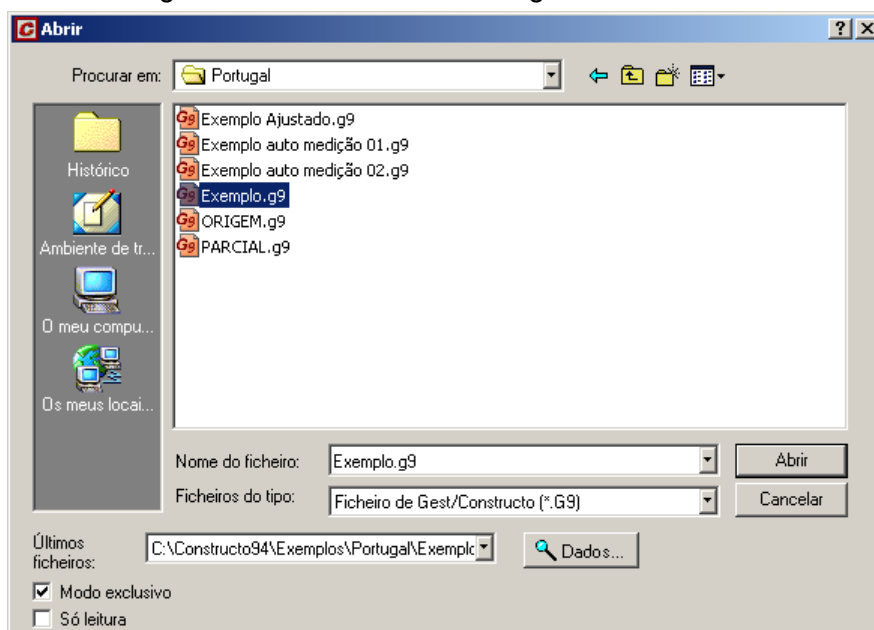 Abrir
Procurar em: Portugal
Histórico
Ambiente de tr...
O meu compu...
Os meus locai...
Exemplo Ajustado.g9
Exemplo auto medição 01.g9
Exemplo auto medição 02.g9
Exemplo.g9
ORIGEM.g9
PARCIAL.g9
Nome do ficheiro: Exemplo.g9 Abrir
Ficheiros do tipo: Ficheiro de Gest/Constructo (*.G9) Cancelar
Últimos
ficheiros: C:\Constructo94\Exemplos\Portugal\Exemplo Dados...
Modo exclusivo
Só leitura